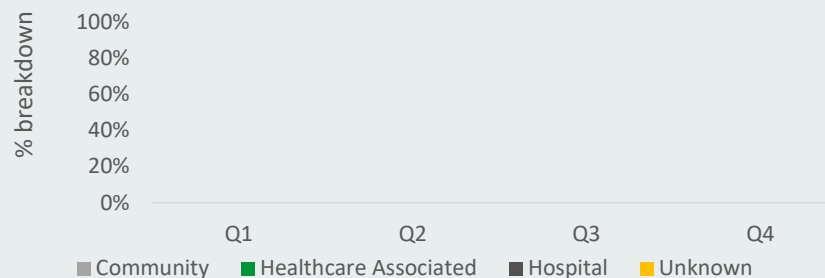 % breakdown
100%
80%
60%
40%
20%
0%
Q1 Q2 Q3 Q4
Community Healthcare Associated Hospital Unknown